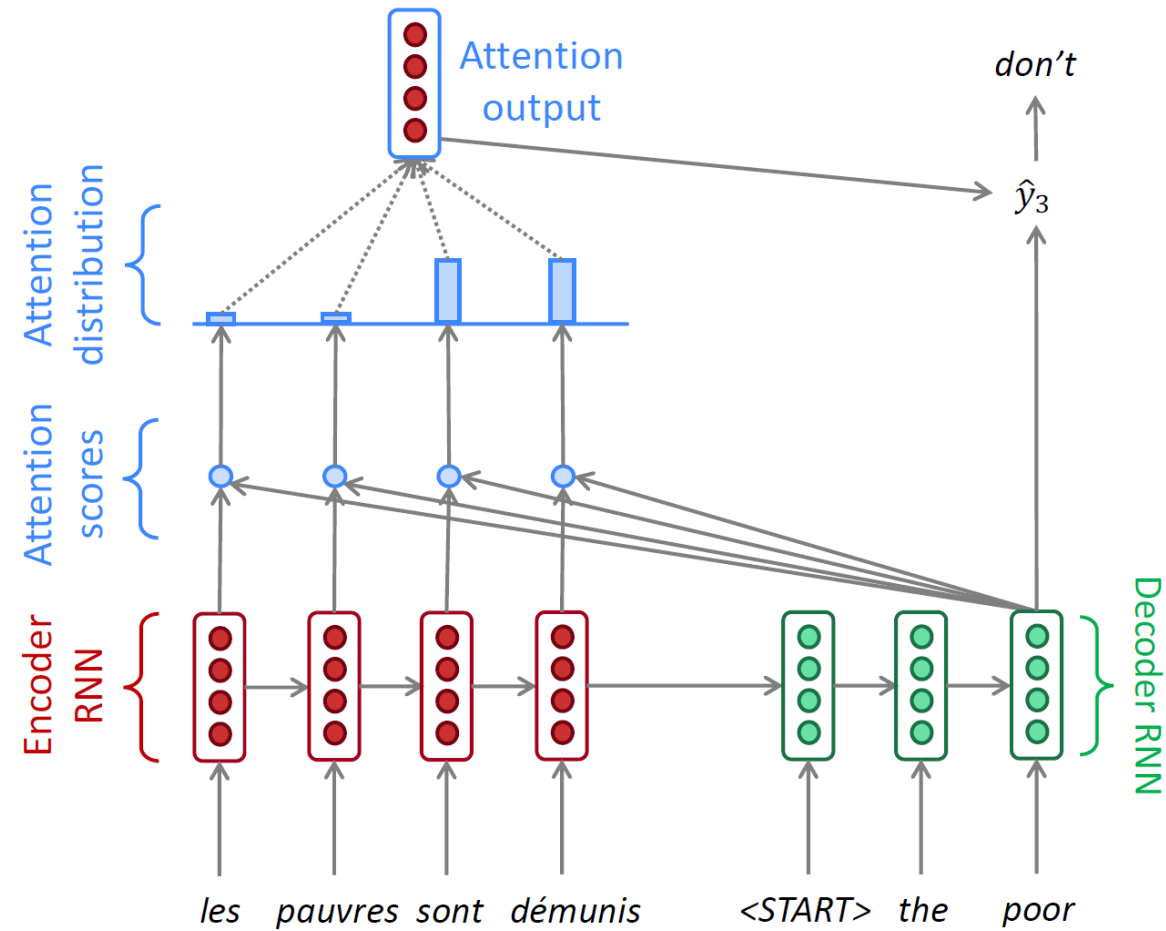 Attention
output
don't
ŷ₃
Attention
distribution
Attention
scores
Encoder
RNN
Decoder RNN
les pauvres sont démunis <START> the poor